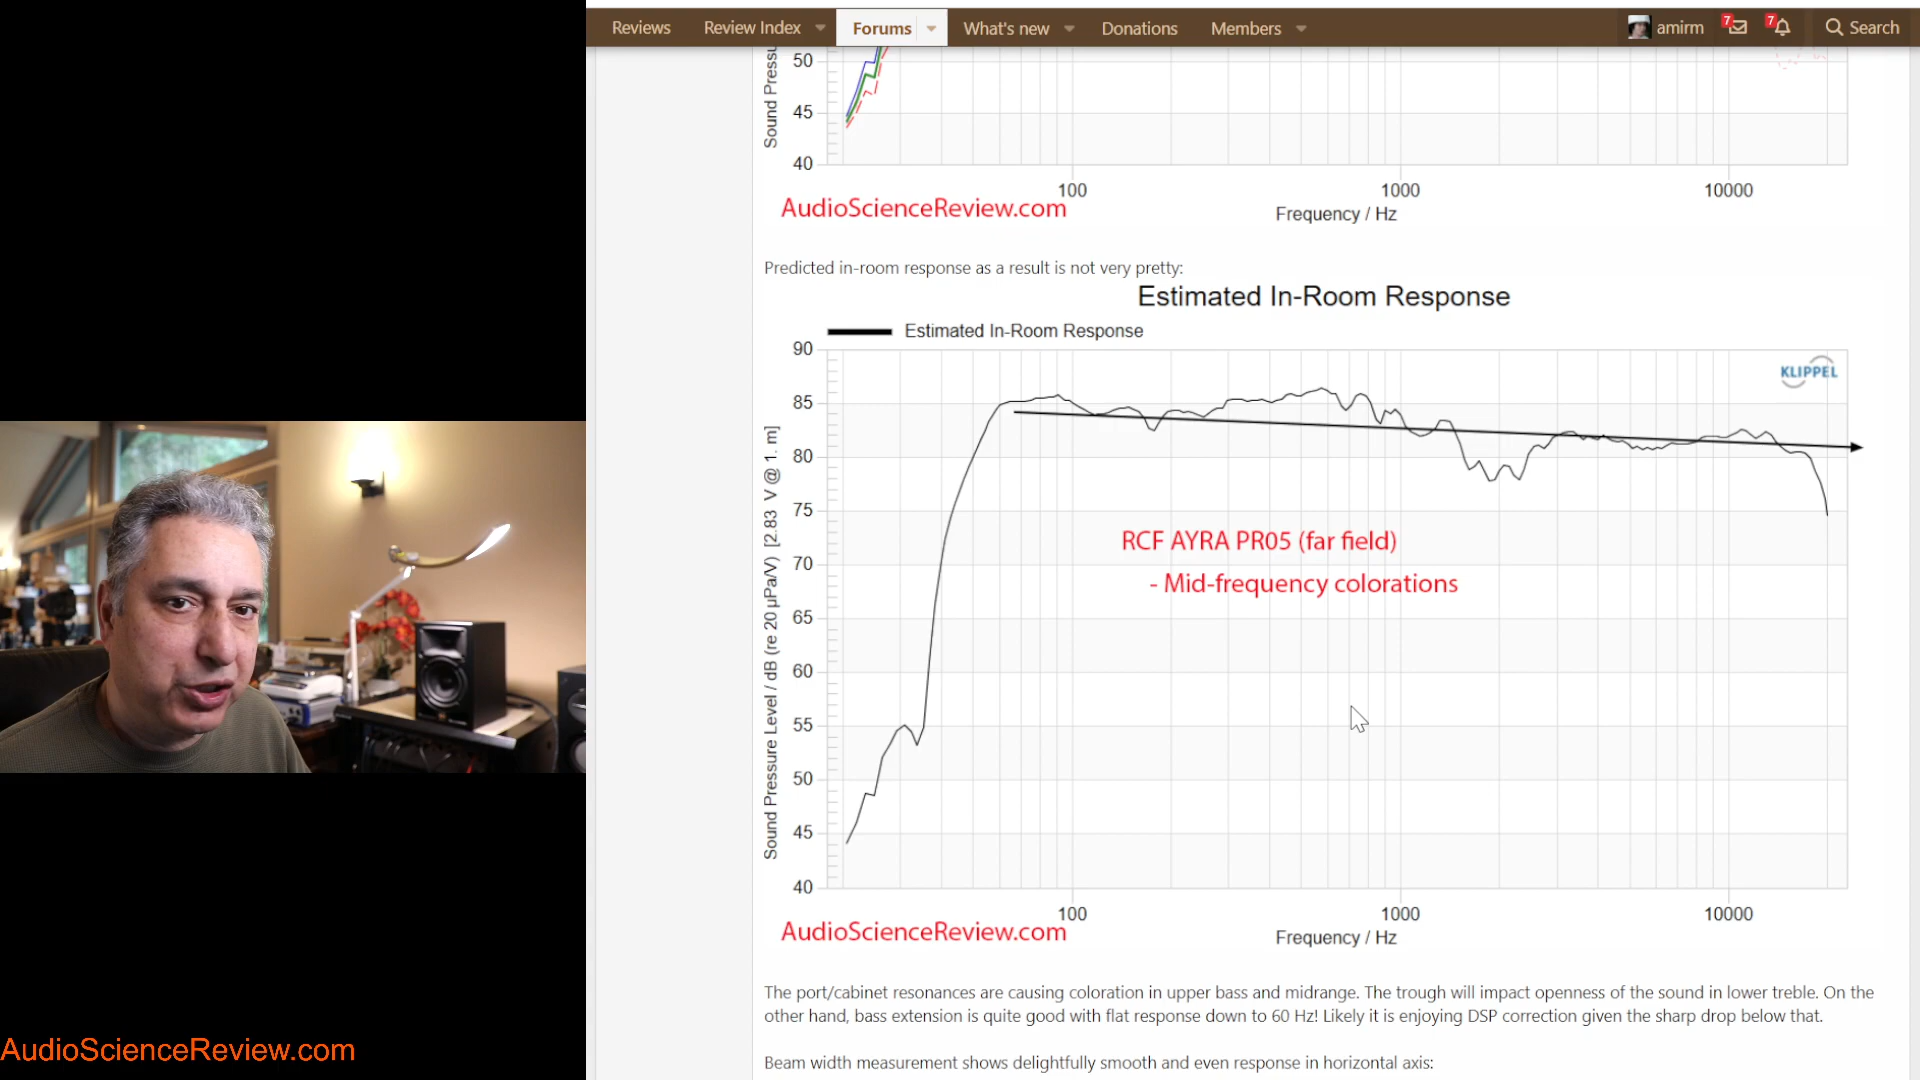 Reviews Review Index Forums What's new Donations Members amirm 7 7 Search
50
45
40
Sound Pressu
100 1000 10000
AudioScienceReview.com
Frequency / Hz
Predicted in-room response as a result is not very pretty:
Estimated In-Room Response
Estimated In-Room Response
KLIPPEL
90
85
80
75
70
65
60
55
50
45
40
Sound Pressure Level / dB (re 20 µPa/V) [2.83 V @ 1. m]
RCF AYRA PR05 (far field)
- Mid-frequency colorations
100 1000 10000
AudioScienceReview.com
Frequency / Hz
The port/cabinet resonances are causing coloration in upper bass and midrange. The trough will impact openness of the sound in lower treble. On the
other hand, bass extension is quite good with flat response down to 60 Hz! Likely it is enjoying DSP correction given the sharp drop below that.
Beam width measurement shows delightfully smooth and even response in horizontal axis:
AudioScienceReview.com